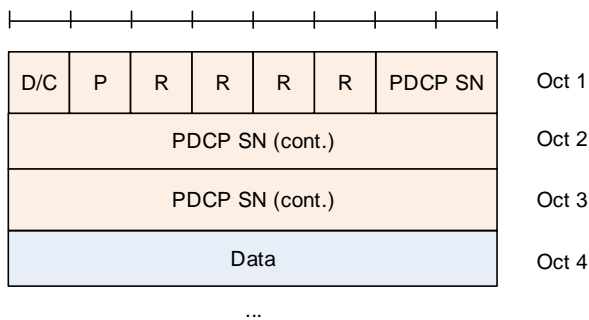 D/C P R R R R PDCP SN Oct 1
PDCP SN (cont.) Oct 2
PDCP SN (cont.) Oct 3
Data Oct 4
...